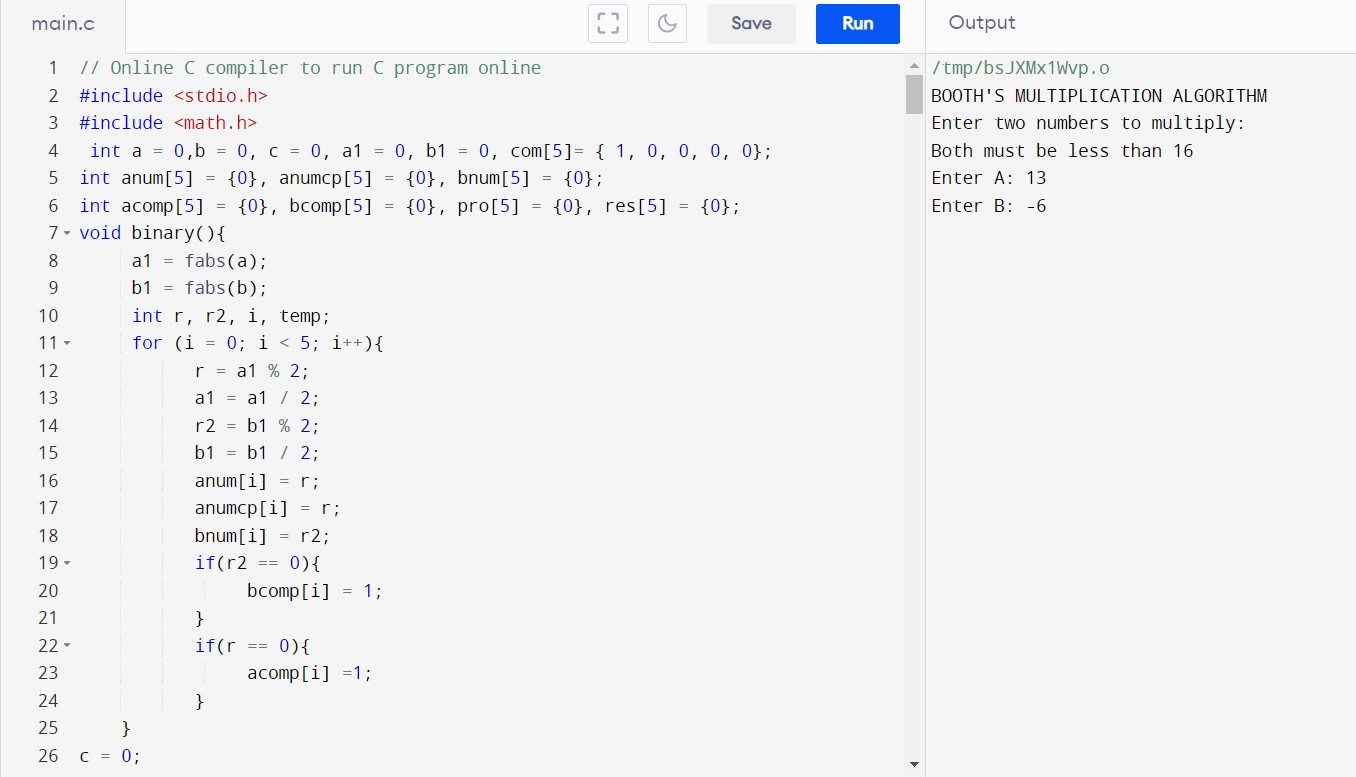 main.c
Save
Run
Output
1 // Online C compiler to run C program online
2 #include <stdio.h>
3 #include <math.h>
4 int a = 0,b = 0, c = 0, a1 = 0, b1 = 0, com[5]= { 1, 0, 0, 0, 0};
5 int anum[5] = {0}, anumcp[5] = {0}, bnum[5] = {0};
6 int acomp[5] = {0}, bcomp[5] = {0}, pro[5] = {0}, res[5] = {0};
7 void binary(){
8 a1 = fabs(a);
9 b1 = fabs(b);
10 int r, r2, i, temp;
11 for (i = 0; i < 5; i++){
12 r = a1 % 2;
13 a1 = a1 / 2;
14 r2 = b1 % 2;
15 b1 = b1 / 2;
16 anum[i] = r;
17 anumcp[i] = r;
18 bnum[i] = r2;
19 if(r2 == 0){
20 bcomp[i] = 1;
21 }
22 if(r == 0){
23 acomp[i] =1;
24 }
25 }
26 c = 0;
/tmp/bsJXMx1Wvp.o
BOOTH'S MULTIPLICATION ALGORITHM
Enter two numbers to multiply:
Both must be less than 16
Enter A: 13
Enter B: -6